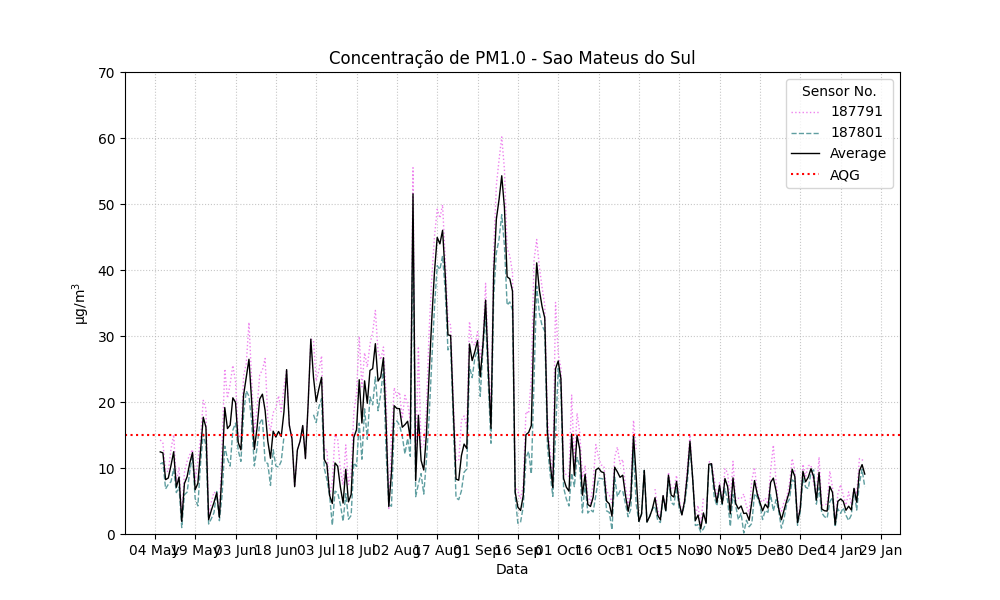 Concentração de PM1.0 - Sao Mateus do Sul
70
60
50
40
30
20
10
0
µg/m³
Sensor No.
187791
187801
Average
AQG
04 May
19 May
03 Jun
18 Jun
03 Jul
18 Jul
02 Aug
17 Aug
01 Sep
16 Sep
01 Oct
16 Oct
31 Oct
15 Nov
30 Nov
15 Dec
30 Dec
14 Jan
29 Jan
Data